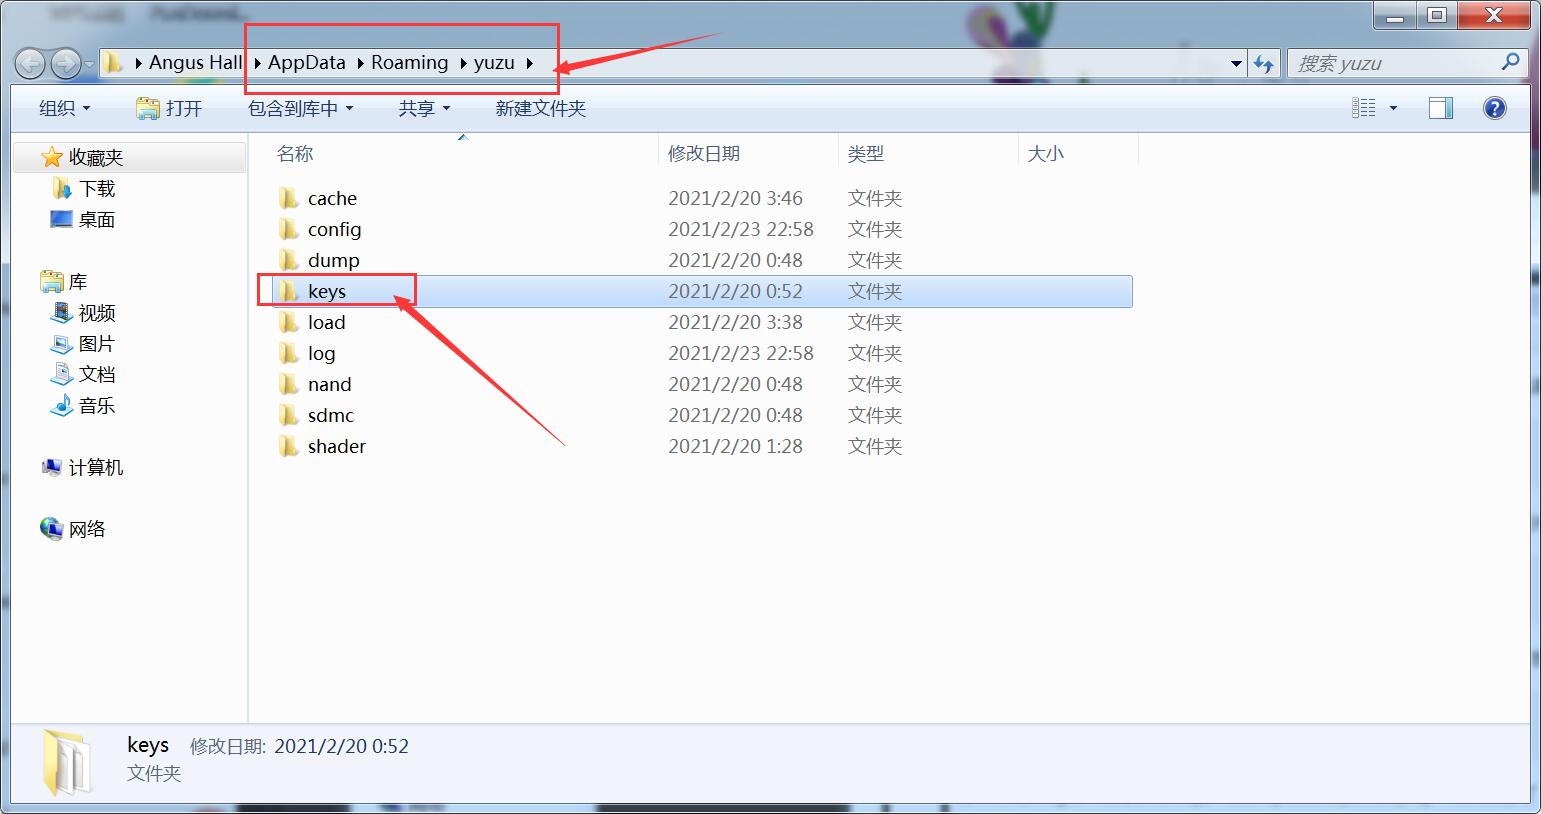 Angus Hall AppData Roaming yuzu 搜索 yuzu
组织 打开 包含到库中 共享 新建文件夹
名称 修改日期 类型 大小
收藏夹
下载
桌面
库
视频
图片
文档
音乐
计算机
网络
cache 2021/2/20 3:46 文件夹
config 2021/2/23 22:58 文件夹
dump 2021/2/20 0:48 文件夹
keys 2021/2/20 0:52 文件夹
load 2021/2/20 3:38 文件夹
log 2021/2/23 22:58 文件夹
nand 2021/2/20 0:48 文件夹
sdmc 2021/2/20 0:48 文件夹
shader 2021/2/20 1:28 文件夹
keys 修改日期: 2021/2/20 0:52
文件夹